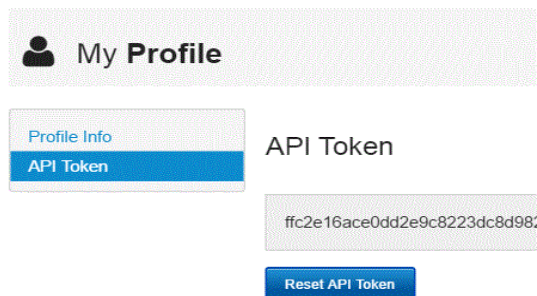 My Profile
Profile Info
API Token
API Token
ffc2e16ace0dd2e9c8223dc8d982
Reset API Token